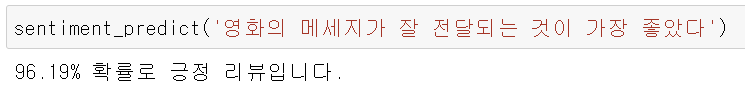 sentiment_predict('영화의 메세지가 잘 전달되는 것이 가장 좋았다')
96.19% 확률로 긍정 리뷰입니다.